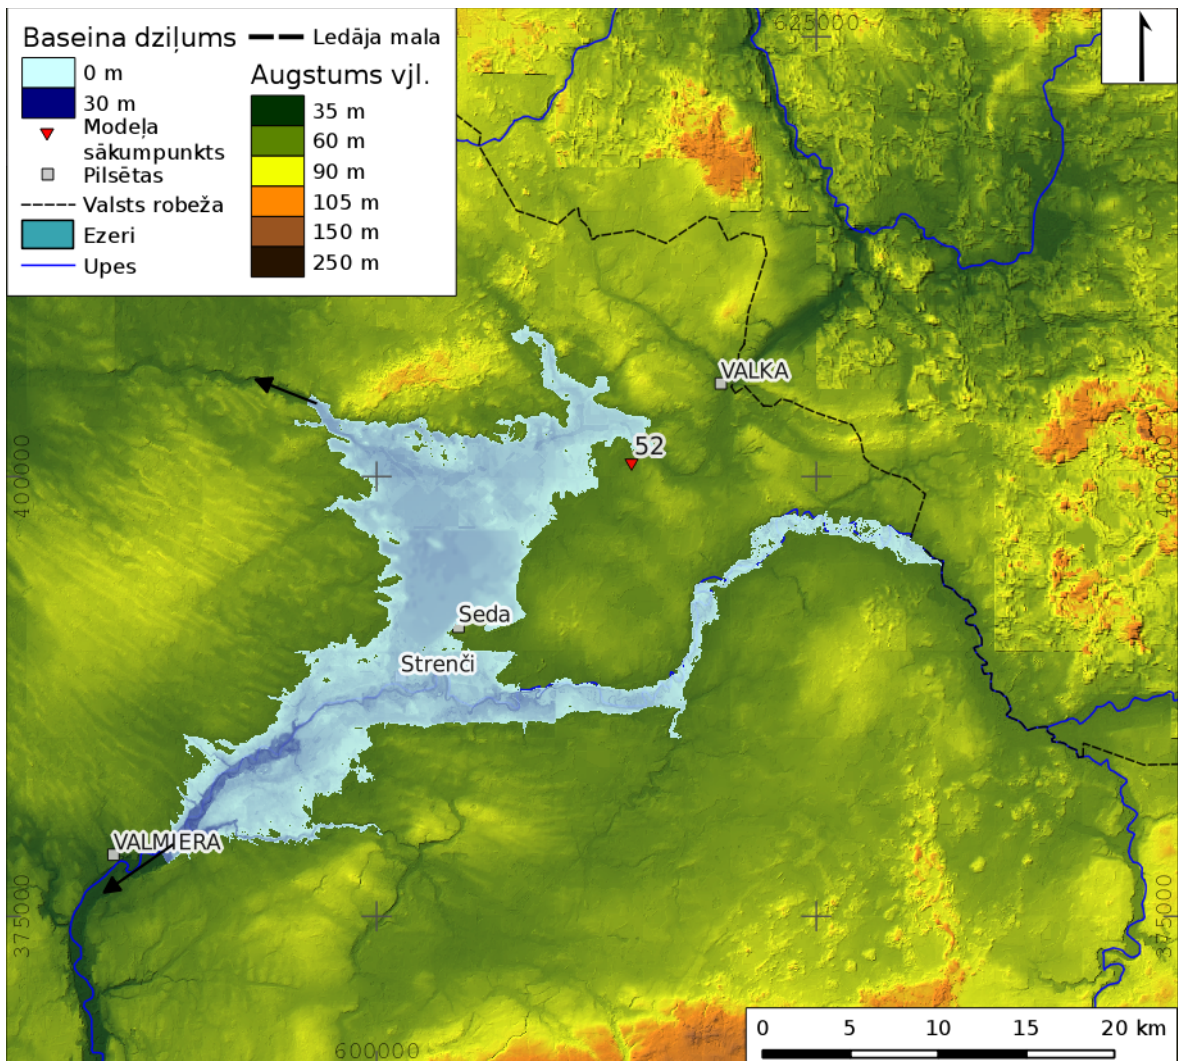 Baseina dziļums
0 m
30 m
Modeļa
sākumpunkts
Pilsētas
Valsts robeža
Ezeri
Upes
Ledāja mala
Augstums vjl.
35 m
60 m
90 m
105 m
150 m
250 m
625000
VALKA
52
400000
400000
Seda
Strenči
VALMIERA
375000
375000
600000
0 5 10 15 20 km